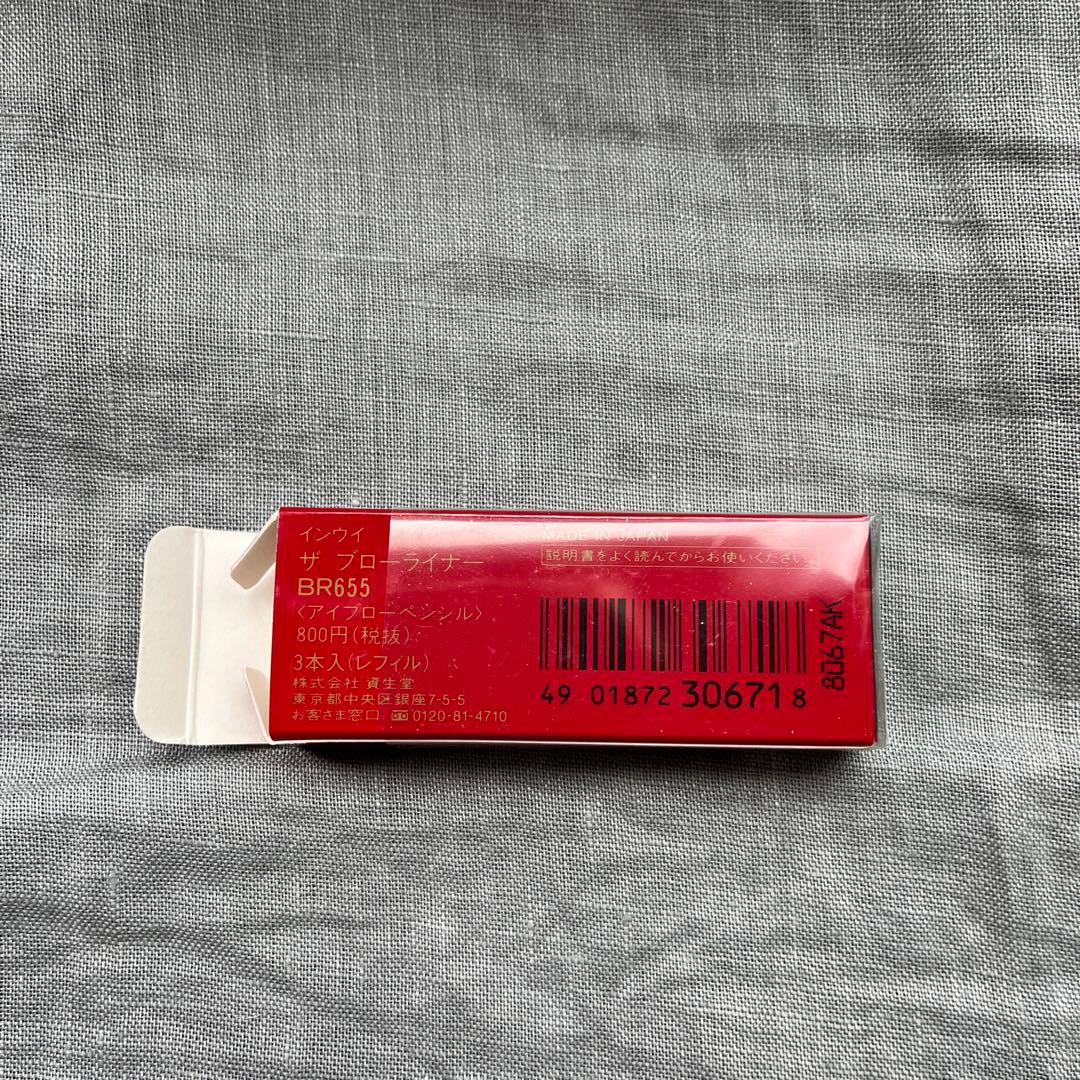 インウイ
ザ ブローライナー
BR655
〈アイブローペンシル〉
800円(税抜)
3本入(レフィル)
株式会社 資生堂
東京都中央区銀座7-5-5
お客さま窓口 0120-81-4710
MADE IN JAPAN
説明書をよく読んでからお使いください。
49 01872 306718
8067AK